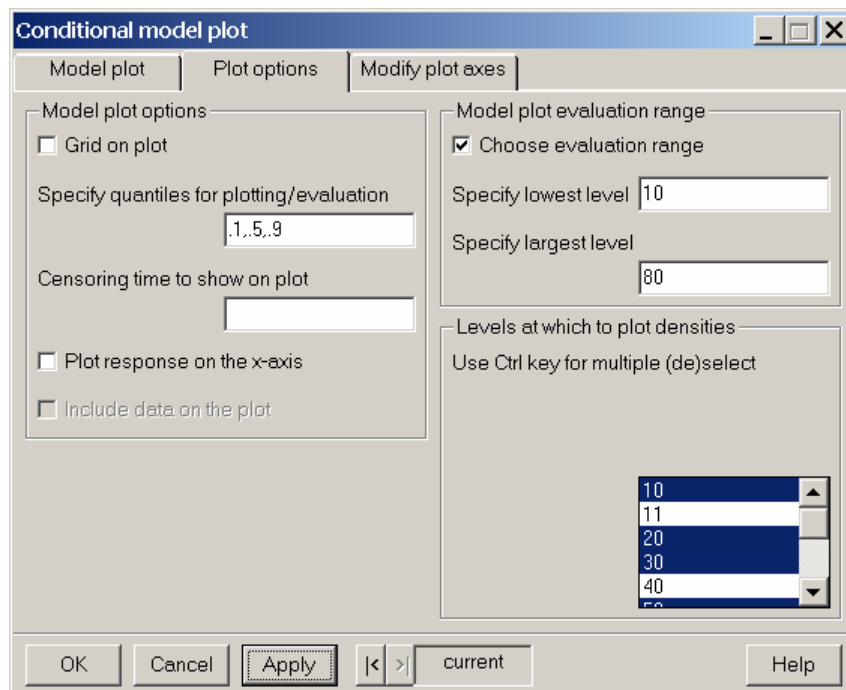 Conditional model plot
Model plot
Plot options
Modify plot axes
Model plot options
Grid on plot
Specify quantiles for plotting/evaluation
.1,.5,.9
Censoring time to show on plot
Plot response on the x-axis
Include data on the plot
Model plot evaluation range
Choose evaluation range
Specify lowest level 10
Specify largest level
80
Levels at which to plot densities
Use Ctrl key for multiple (de)select
10
11
20
30
40
50
OK
Cancel
Apply
|<
>|
current
Help